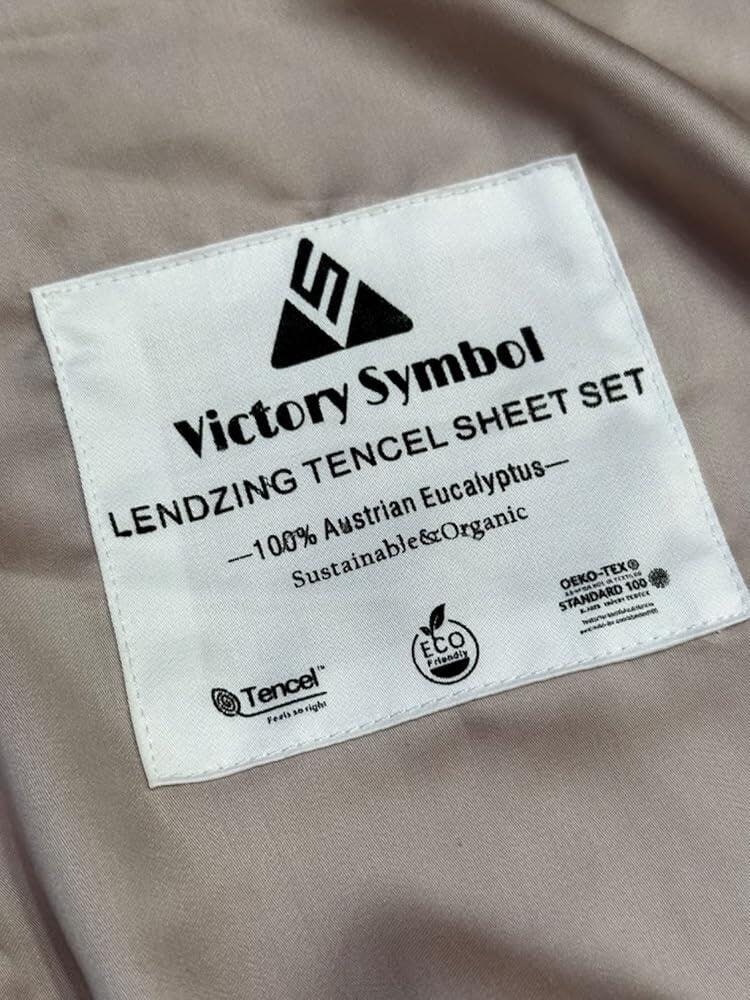 Victory Symbol
LENDZING TENCEL SHEET SET
—100% Austrian Eucalyptus—
Sustainable&Organic
Tencel™
Feels so right
ECO
Friendly
OEKO-TEX®
STANDARD 100